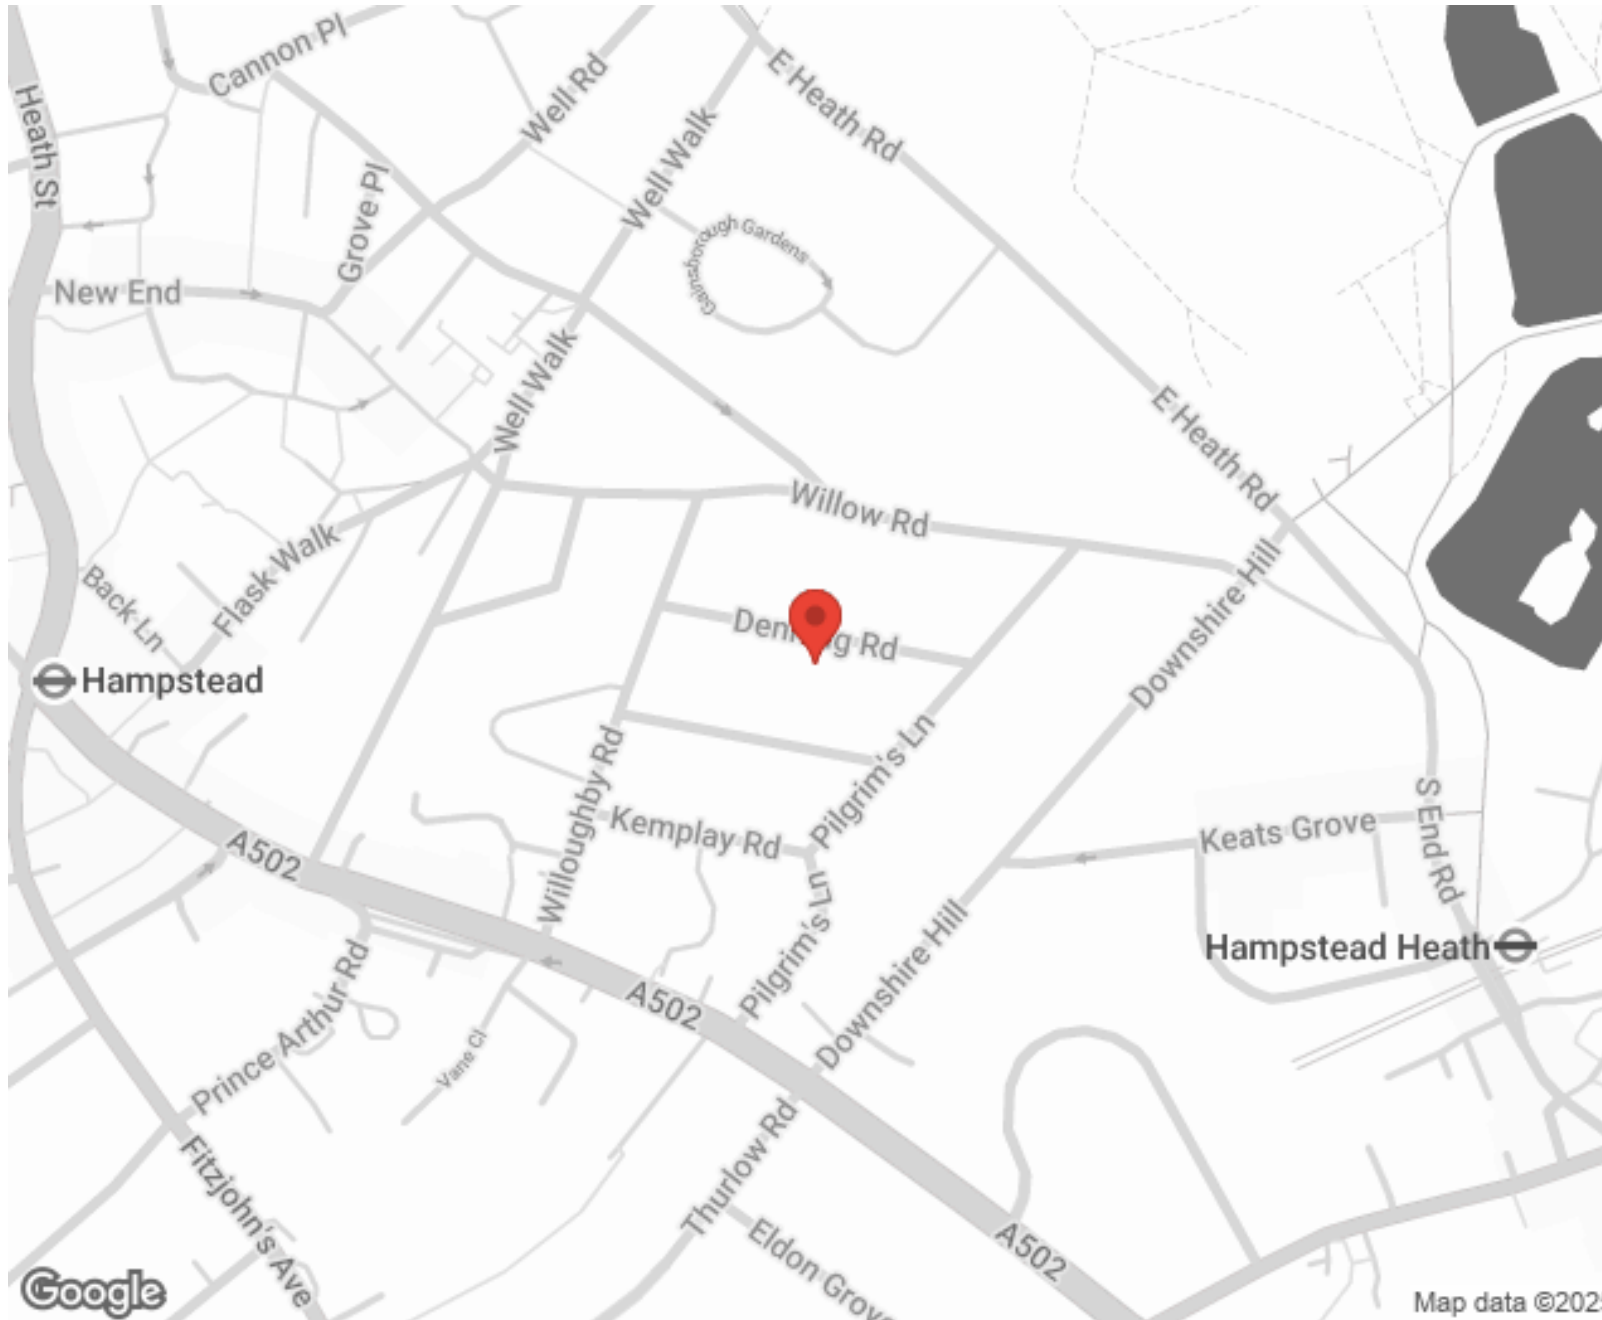 Cannon Pl
Well Rd
E Heath Rd
Heath St
Well Walk
Grove Pl
Gainsborough Gardens
New End
Well Walk
E Heath Rd
Willow Rd
Flask Walk
Back Ln
Downshire Hill
Rd
Hampstead
Pilgrim's Ln
Willoughby Rd
Kemplay Rd
S End Rd
Keats Grove
A502
Pilgrim's Ln
Downshire Hill
Hampstead Heath
Prince Arthur Rd
A502
Vane Cl
Thurlow Rd
Fitzjohn's Ave
Eldon Grove
A502
Google
Map data ©2025